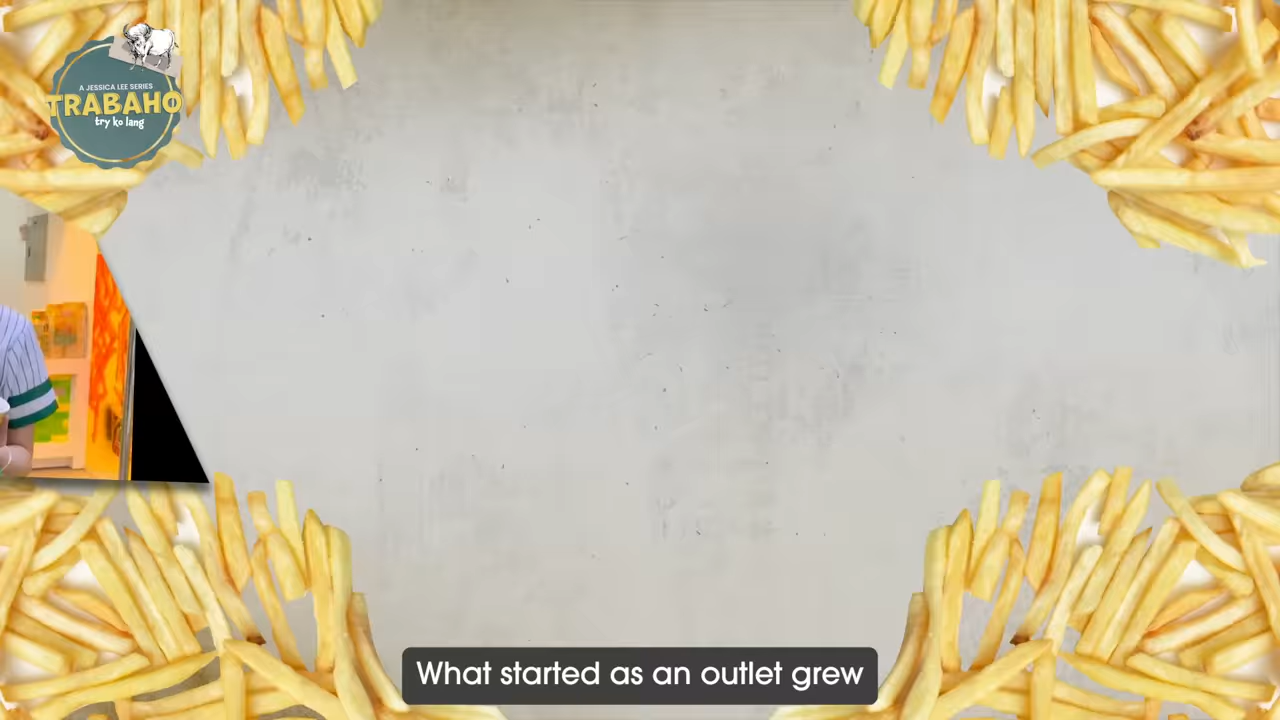 A JESSICA LEE SERIES
TRABAHO
try ko lang
What started as an outlet grew